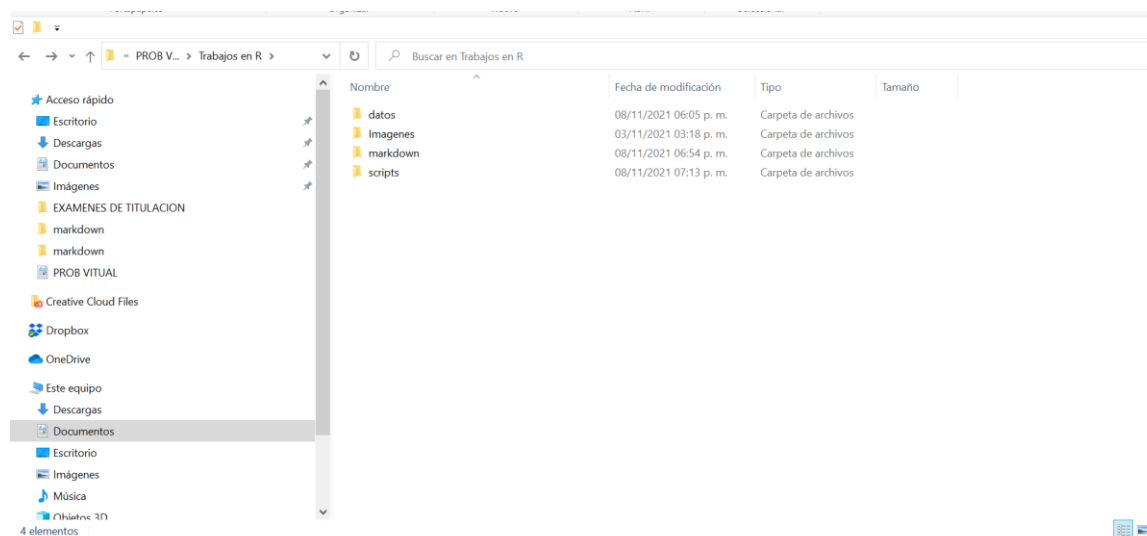 PROB V... > Trabajos en R >
Buscar en Trabajos en R
Nombre Fecha de modificación Tipo Tamaño
datos 08/11/2021 06:05 p. m. Carpeta de archivos
Imagenes 03/11/2021 03:18 p. m. Carpeta de archivos
markdown 08/11/2021 06:54 p. m. Carpeta de archivos
scripts 08/11/2021 07:13 p. m. Carpeta de archivos
Acceso rápido
Escritorio
Descargas
Documentos
Imágenes
EXAMENES DE TITULACION
markdown
markdown
PROB VITUAL
Creative Cloud Files
Dropbox
OneDrive
Este equipo
Descargas
Documentos
Escritorio
Imágenes
Música
Objetos 3D
4 elementos